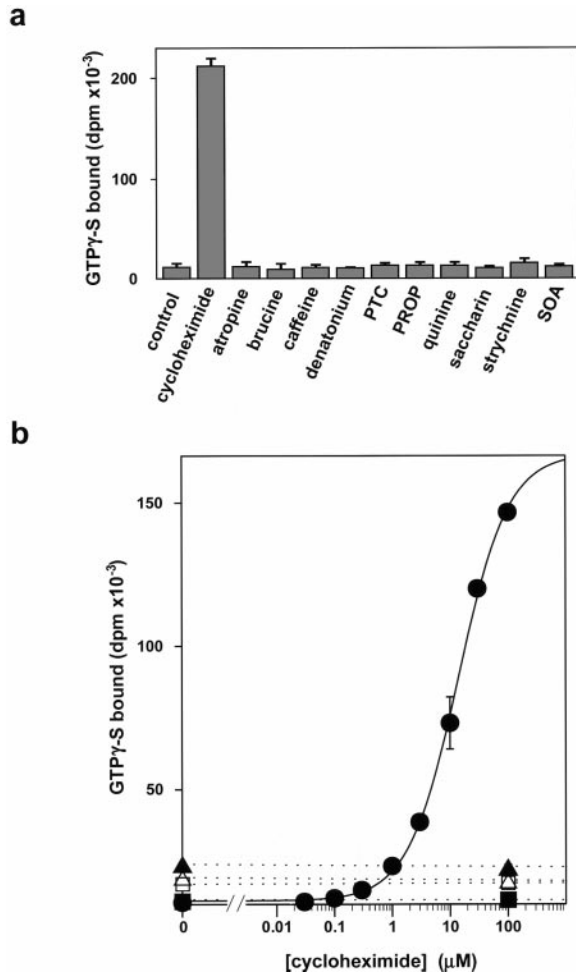 a
GTPγ-S bound (dpm x10⁻³)
200
100
0
control
cycloheximide
atropine
brucine
caffeine
denatonium
PTC
PROP
quinine
saccharin
strychnine
SOA
b
GTPγ-S bound (dpm x10⁻³)
150
100
50
0 // 0.01 0.1 1 10 100
[cycloheximide] (μM)